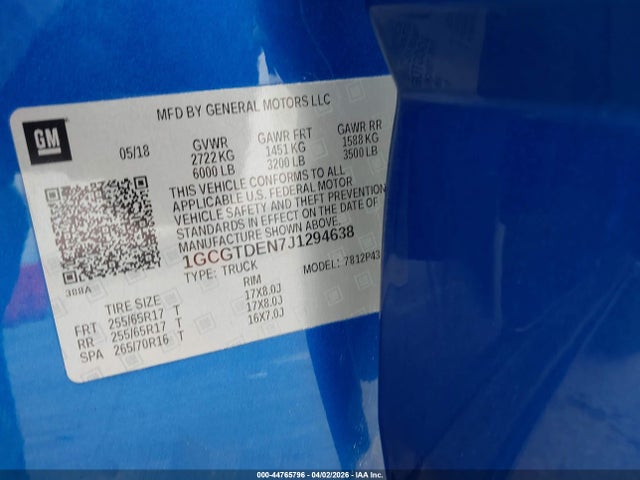 MFD BY GENERAL MOTORS LLC
GM
05/18 GVWR GAWR FRT GAWR RR
2722 KG 1451 KG 1588 KG
6000 LB 3200 LB 3500 LB
THIS VEHICLE CONFORMS TO ALL
APPLICABLE U.S. FEDERAL MOTOR
VEHICLE SAFETY AND THEFT PREVENTION
STANDARDS IN EFFECT ON THE DATE OF
MANUFACTURE SHOWN ABOVE.
1GCGTDEN7J1294638
TYPE: TRUCK MODEL: 7812P43
388A
TIRE SIZE RIM
FRT 255/65R17 T 17X8.0J
RR 255/65R17 T 17X8.0J
SPA 265/70R16 T 16X7.0J
000-44765796 - 04/02/2026 - IAA Inc.